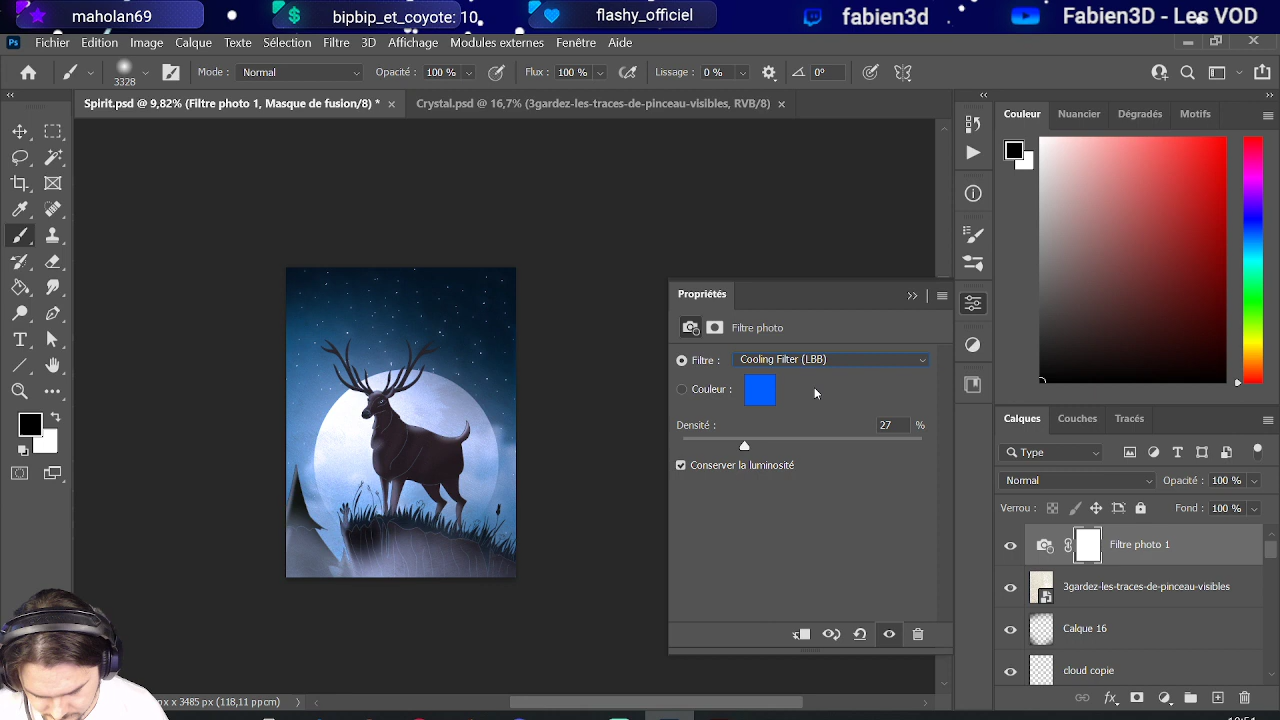 maholan69
bipbip_et_coyote: 10
flashy_officiel
fabien3d
Fabien3D - Les VOD
Ps
Fichier Edition Image Calque Texte Sélection Filtre 3D Affichage Modules externes Fenêtre Aide
3328
Mode : Normal
Opacité : 100 %
Flux : 100 %
Lissage : 0 %
0°
Spirit.psd @ 9,82% (Filtre photo 1, Masque de fusion/8) *
Crystal.psd @ 16,7% (3gardez-les-traces-de-pinceau-visibles, RVB/8)
Couleur Nuancier Dégradés Motifs
Propriétés
Filtre photo
Filtre : Cooling Filter (LBB)
Couleur :
Densité : 27 %
Conserver la luminosité
Calques Couches Tracés
Type
Normal Opacité : 100 %
Verrou : Fond : 100 %
Filtre photo 1
3gardez-les-traces-de-pinceau-visibles
Calque 16
cloud copie
px x 3485 px (118,11 ppcm)